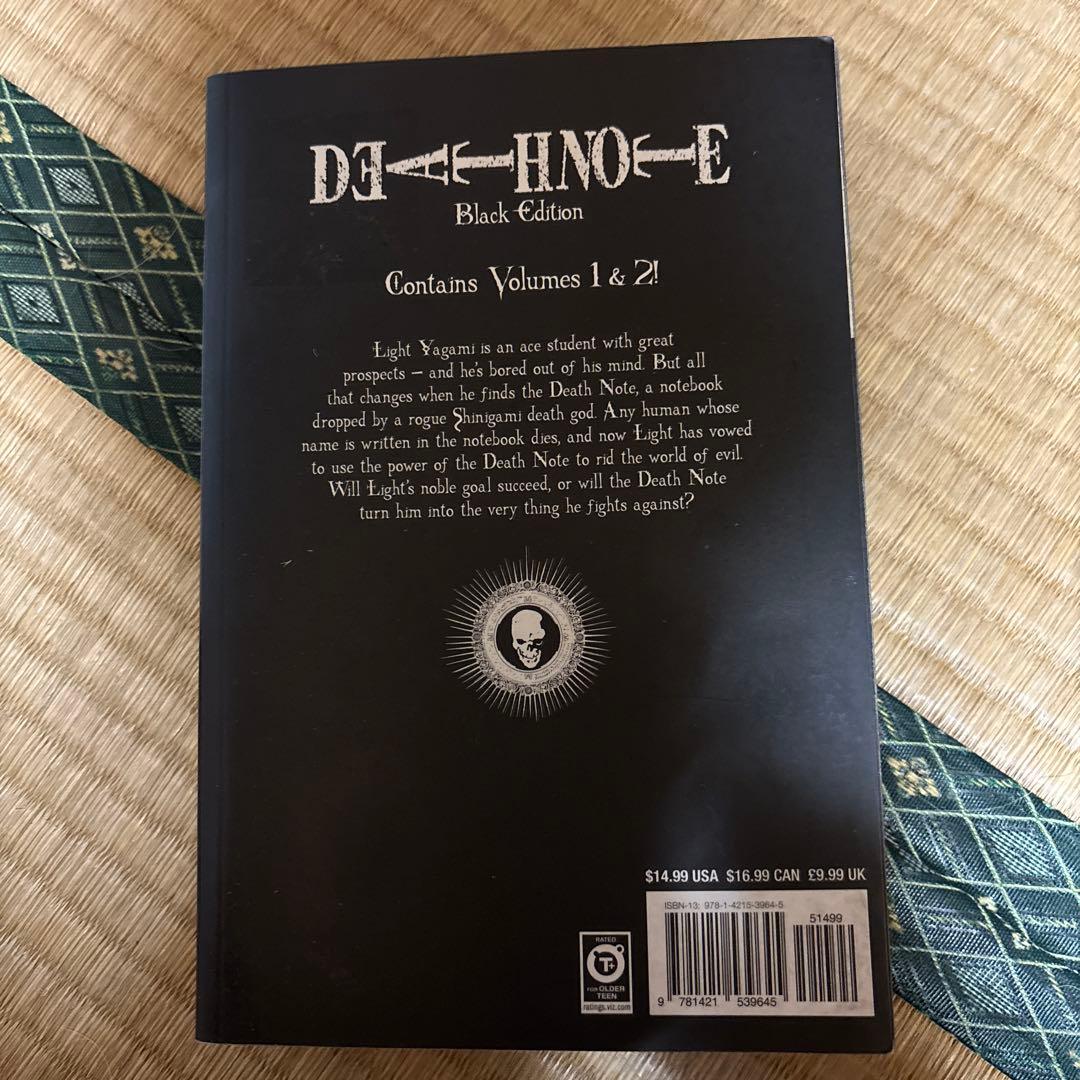 DEATHNOTE
Black Edition
Contains Volumes 1 & 2!
Light Yagami is an ace student with great
prospects – and he's bored out of his mind. But all
that changes when he finds the Death Note, a notebook
dropped by a rogue Shinigami death god. Any human whose
name is written in the notebook dies, and now Light has vowed
to use the power of the Death Note to rid the world of evil.
Will Light's noble goal succeed, or will the Death Note
turn him into the very thing he fights against?
$14.99 USA $16.99 CAN £9.99 UK
ISBN-13: 978-1-4215-3964-5
51499
9 781421 539645
RATED
T+
FOR OLDER
TEEN
ratings.viz.com